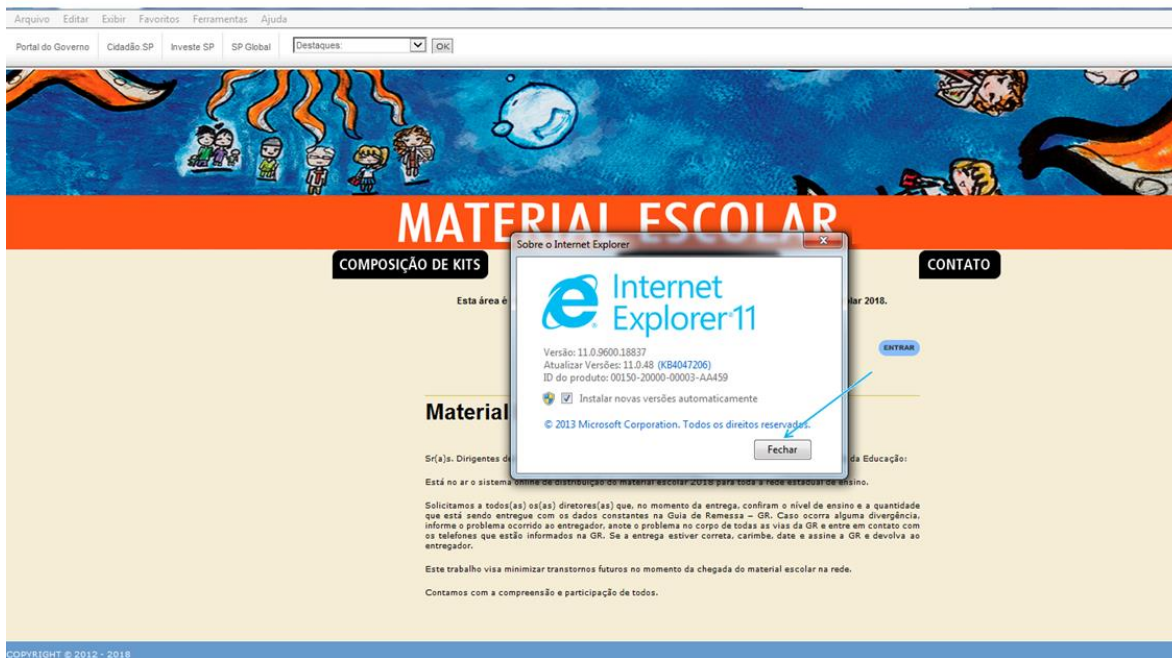 Arquivo Editar Exibir Favoritos Ferramentas Ajuda
Portal do Governo Cidadão.SP Investe SP SP Global Destaques: OK
MATERIAL ESCOLAR
COMPOSIÇÃO DE KITS
CONTATO
Sobre o Internet Explorer
Internet
Explorer 11
Versão: 11.0.9600.18837
Atualizar Versões: 11.0.48 (KB4047206)
ID do produto: 00150-20000-00003-AA459
Instalar novas versões automaticamente
© 2013 Microsoft Corporation. Todos os direitos reservados.
Fechar
Esta área é
2018.
ENTRAR
Material
Sr(a)s. Dirigentes
da Educação:
Está no ar o sistema online de distribuição do material escolar 2018 para toda a rede estadual de ensino.
Solicitamos a todos(as) os(as) diretores(as) que, no momento da entrega, confiram o nível de ensino e a quantidade
que está sendo entregue com os dados constantes na Guia de Remessa – GR. Caso ocorra alguma divergência,
informe o problema ocorrido ao entregador, anote o problema no corpo de todas as vias da GR e entre em contato com
os telefones que estão informados na GR. Se a entrega estiver correta, carimbe, date e assine a GR e devolva ao
entregador.
Este trabalho visa minimizar transtornos futuros no momento da chegada do material escolar na rede.
Contamos com a compreensão e participação de todos.
COPYRIGHT © 2012 - 2018